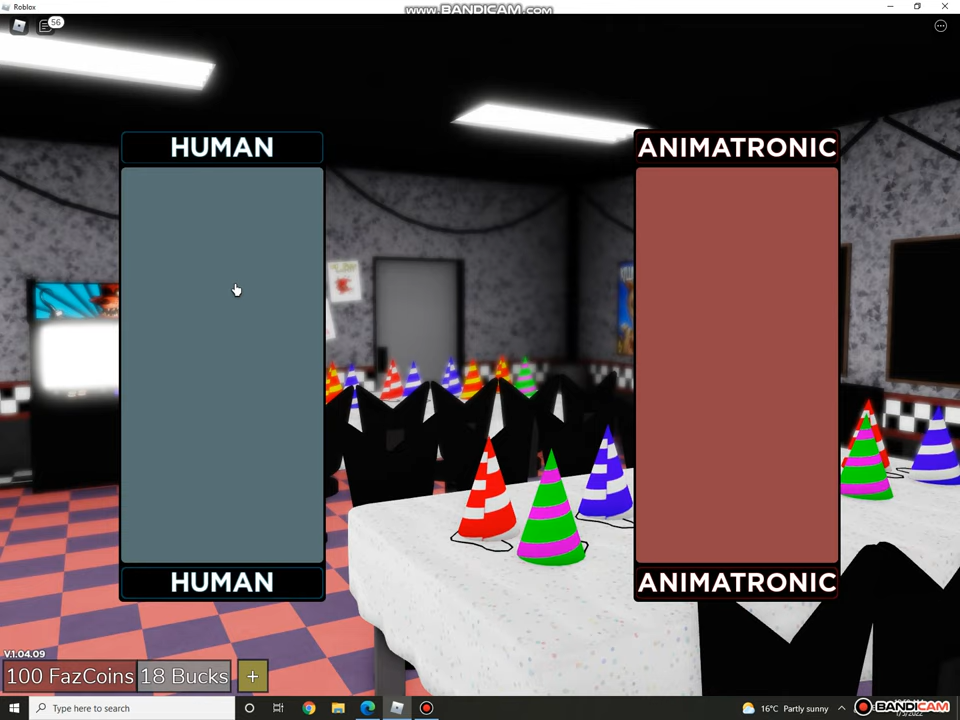 Roblox
www.BANDICAM.com
56
HUMAN
ANIMATRONIC
HUMAN
ANIMATRONIC
V.1.04.09
100 FazCoins
18 Bucks
+
Type here to search
16°C Partly sunny
BANDICAM